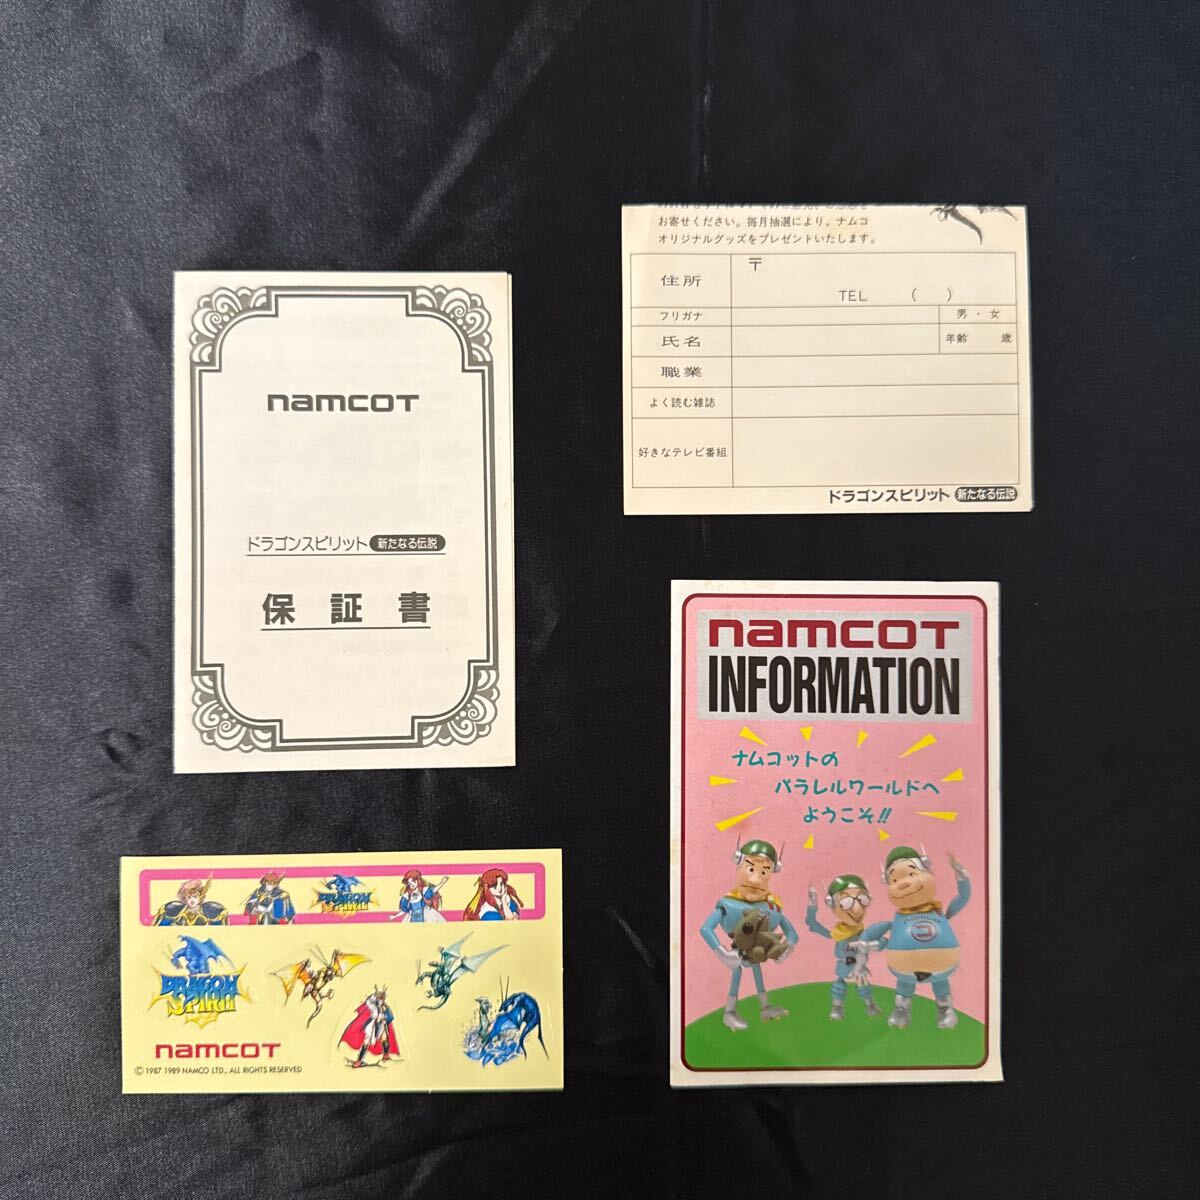 namcoT
ドラゴンスピリット 新たなる伝説
保証書
お寄せください。毎月抽選により、ナムコ
オリジナルグッズをプレゼントいたします。
住所
〒
TEL ( )
フリガナ
男・女
氏名
年齢 歳
職業
よく読む雑誌
好きなテレビ番組
ドラゴンスピリット 新たなる伝説
DRAGON
SPIRIT
DRAGON
SPIRIT
namcoT
© 1987 1989 NAMCO LTD., ALL RIGHTS RESERVED
namcoT
INFORMATION
ナムコットの
パラレルワールドへ
ようこそ!!
namco
コ